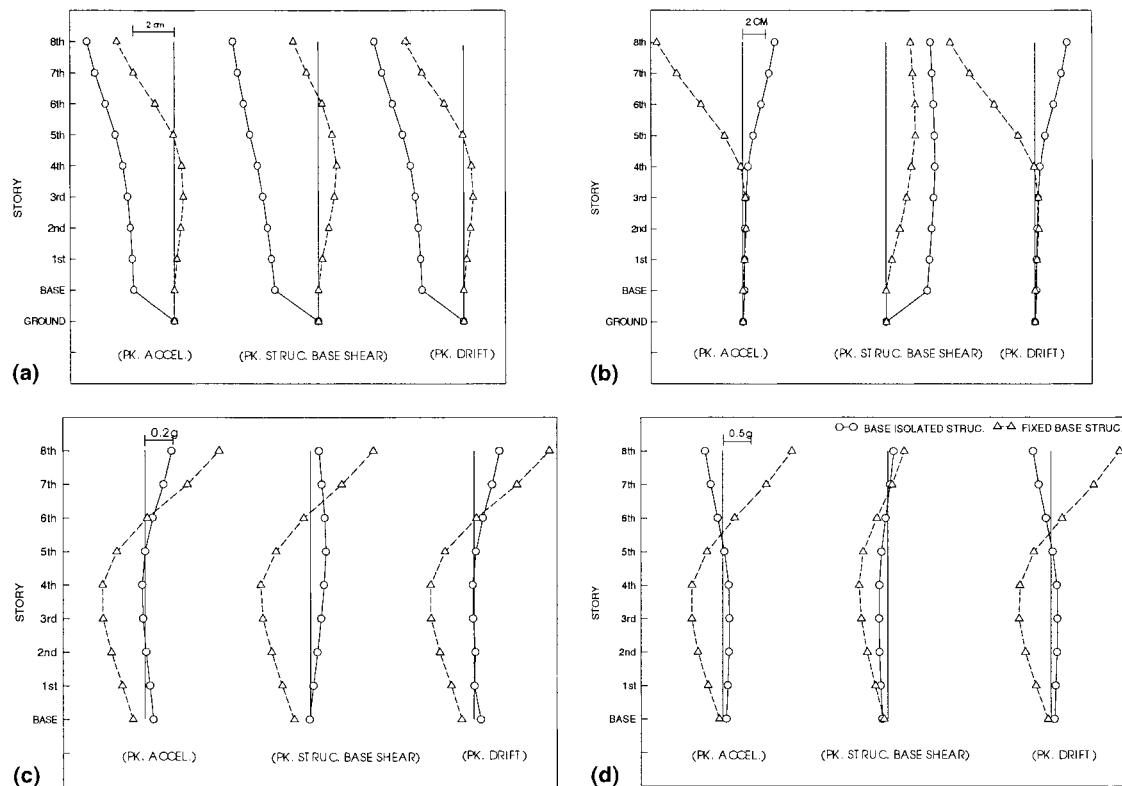 2 cm
8th
7th
6th
5th
4th
3rd
2nd
1st
BASE
GROUND
STORY
(PK. ACCEL.) (PK. STRUC. BASE SHEAR) (PK. DRIFT)
(a)
2 CM
8th
7th
6th
5th
4th
3rd
2nd
1st
BASE
GROUND
STORY
(PK. ACCEL.) (PK. STRUC. BASE SHEAR) (PK. DRIFT)
(b)
0.2g
8th
7th
6th
5th
4th
3rd
2nd
1st
BASE
STORY
(PK. ACCEL.) (PK. STRUC. BASE SHEAR) (PK. DRIFT)
(c)
BASE ISOLATED STRUC. FIXED BASE STRUC.
0.5g
8th
7th
6th
5th
4th
3rd
2nd
1st
BASE
STORY
(PK. ACCEL.) (PK. STRUC. BASE SHEAR) (PK. DRIFT)
(d)